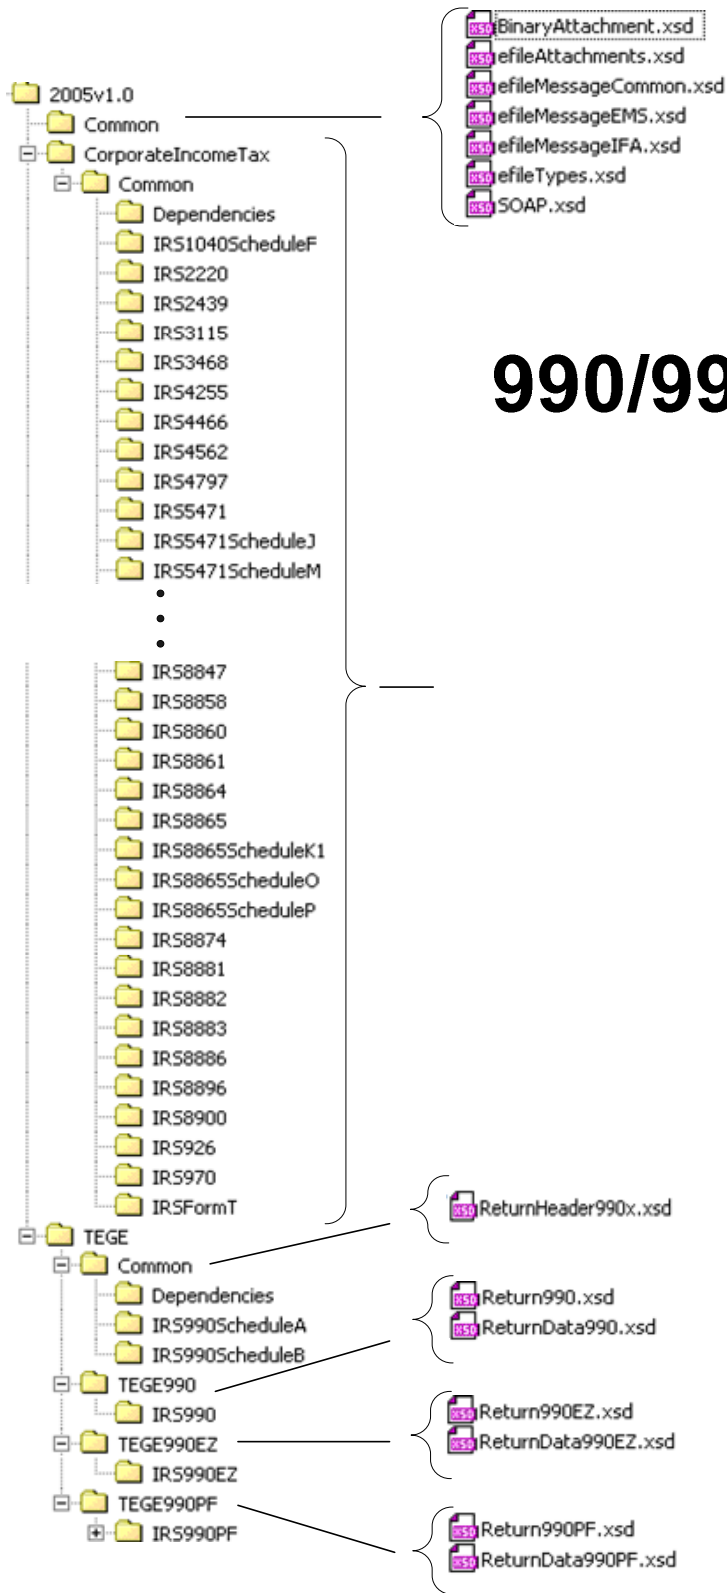 2005v1.0
Common
CorporateIncomeTax
Common
Dependencies
IRS1040ScheduleF
IRS2220
IRS2439
IRS3115
IRS3468
IRS4255
IRS4466
IRS4562
IRS4797
IRS5471
IRS5471ScheduleJ
IRS5471ScheduleM
IRS8847
IRS8858
IRS8860
IRS8861
IRS8864
IRS8865
IRS8865ScheduleK1
IRS8865ScheduleO
IRS8865ScheduleP
IRS8874
IRS8881
IRS8882
IRS8883
IRS8886
IRS8896
IRS8900
IRS926
IRS970
IRSFormT
TEGE
Common
Dependencies
IRS990ScheduleA
IRS990ScheduleB
TEGE990
IRS990
TEGE990EZ
IRS990EZ
TEGE990PF
IRS990PF
BinaryAttachment.xsd
efileAttachments.xsd
efileMessageCommon.xsd
efileMessageEMS.xsd
efileMessageIFA.xsd
efileTypes.xsd
SOAP.xsd
990/99
ReturnHeader990x.xsd
Return990.xsd
ReturnData990.xsd
Return990EZ.xsd
ReturnData990EZ.xsd
Return990PF.xsd
ReturnData990PF.xsd